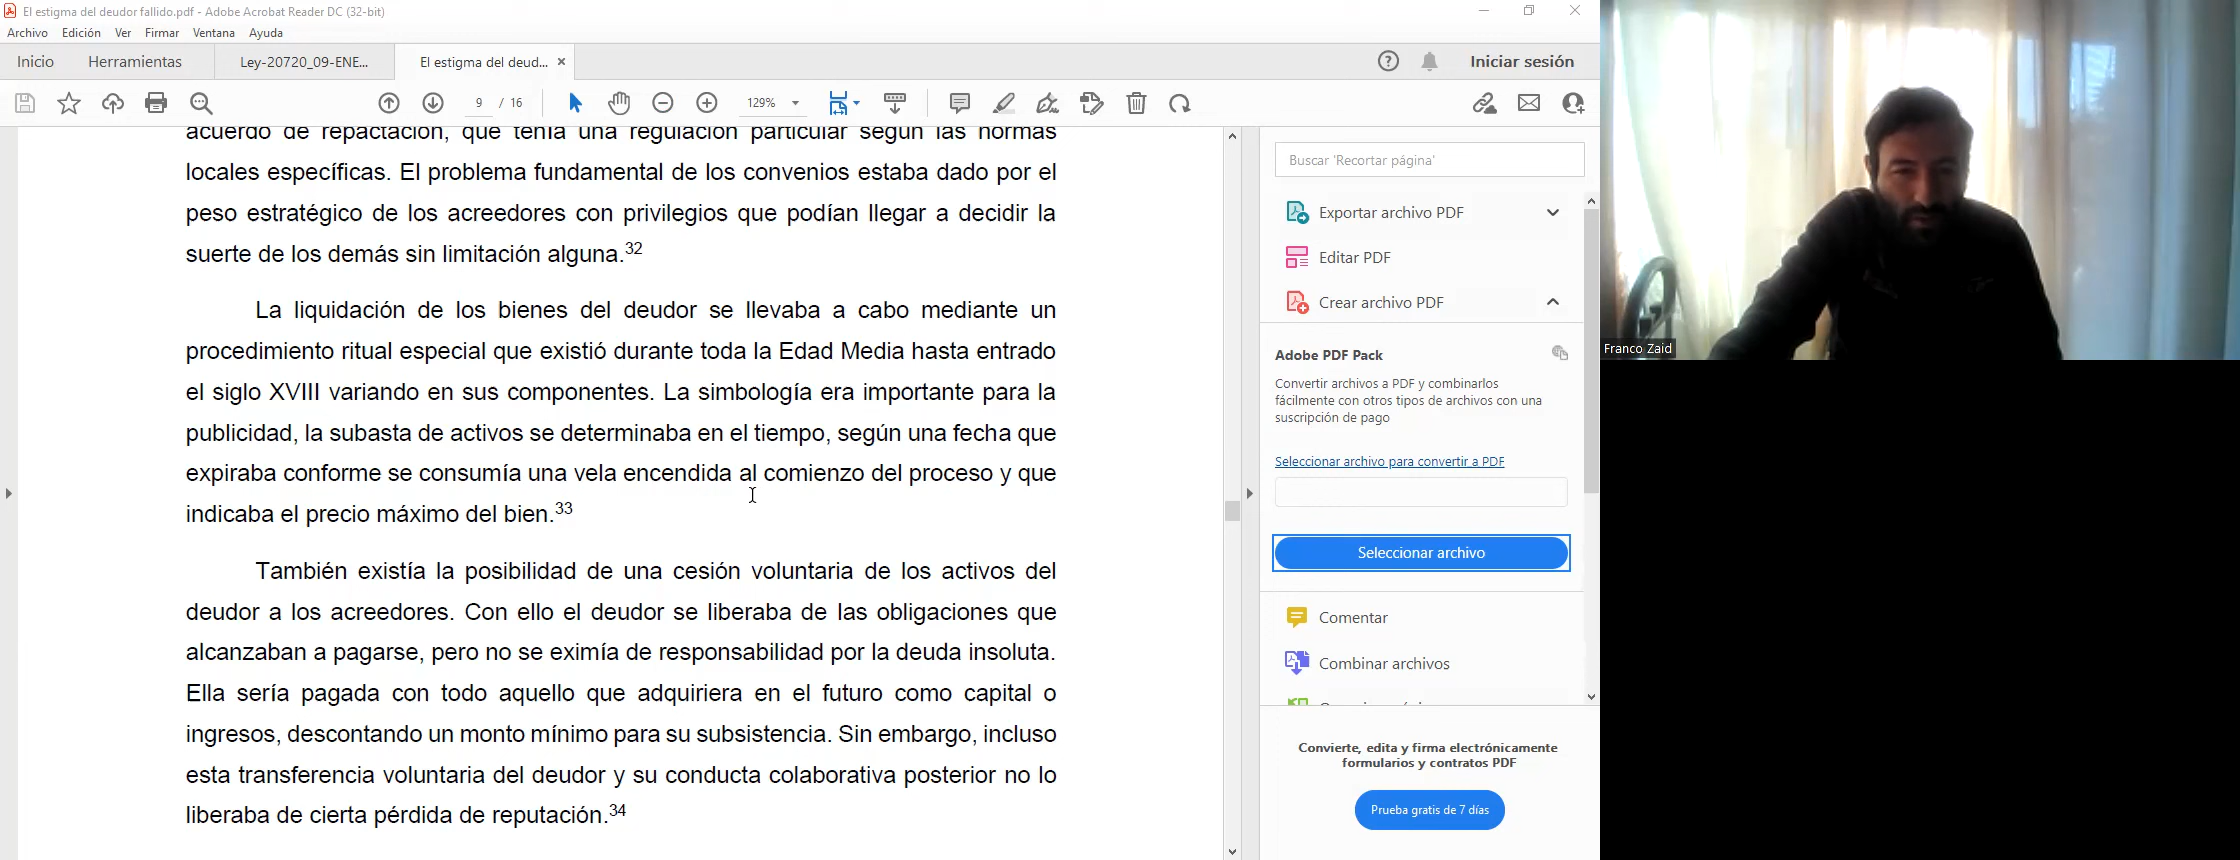 El estigma del deudor fallido.pdf - Adobe Acrobat Reader DC (32-bit)
Archivo Edición Ver Firmar Ventana Ayuda
Inicio Herramientas Ley-20720_09-ENE... El estigma del deud... × Iniciar sesión
9 / 16 129%
acuerdo de repactación, que tenía una regulación particular según las normas
locales específicas. El problema fundamental de los convenios estaba dado por el
peso estratégico de los acreedores con privilegios que podían llegar a decidir la
suerte de los demás sin limitación alguna.32
La liquidación de los bienes del deudor se llevaba a cabo mediante un
procedimiento ritual especial que existió durante toda la Edad Media hasta entrado
el siglo XVIII variando en sus componentes. La simbología era importante para la
publicidad, la subasta de activos se determinaba en el tiempo, según una fecha que
expiraba conforme se consumía una vela encendida al comienzo del proceso y que
indicaba el precio máximo del bien.33
También existía la posibilidad de una cesión voluntaria de los activos del
deudor a los acreedores. Con ello el deudor se liberaba de las obligaciones que
alcanzaban a pagarse, pero no se eximía de responsabilidad por la deuda insoluta.
Ella sería pagada con todo aquello que adquiriera en el futuro como capital o
ingresos, descontando un monto mínimo para su subsistencia. Sin embargo, incluso
esta transferencia voluntaria del deudor y su conducta colaborativa posterior no lo
liberaba de cierta pérdida de reputación.34
Buscar 'Recortar página'
Exportar archivo PDF
Editar PDF
Crear archivo PDF
Adobe PDF Pack
Convertir archivos a PDF y combinarlos
fácilmente con otros tipos de archivos con una
suscripción de pago
Seleccionar archivo para convertir a PDF
Seleccionar archivo
Comentar
Combinar archivos
Convierte, edita y firma electrónicamente
formularios y contratos PDF
Prueba gratis de 7 días
Franco Zaid